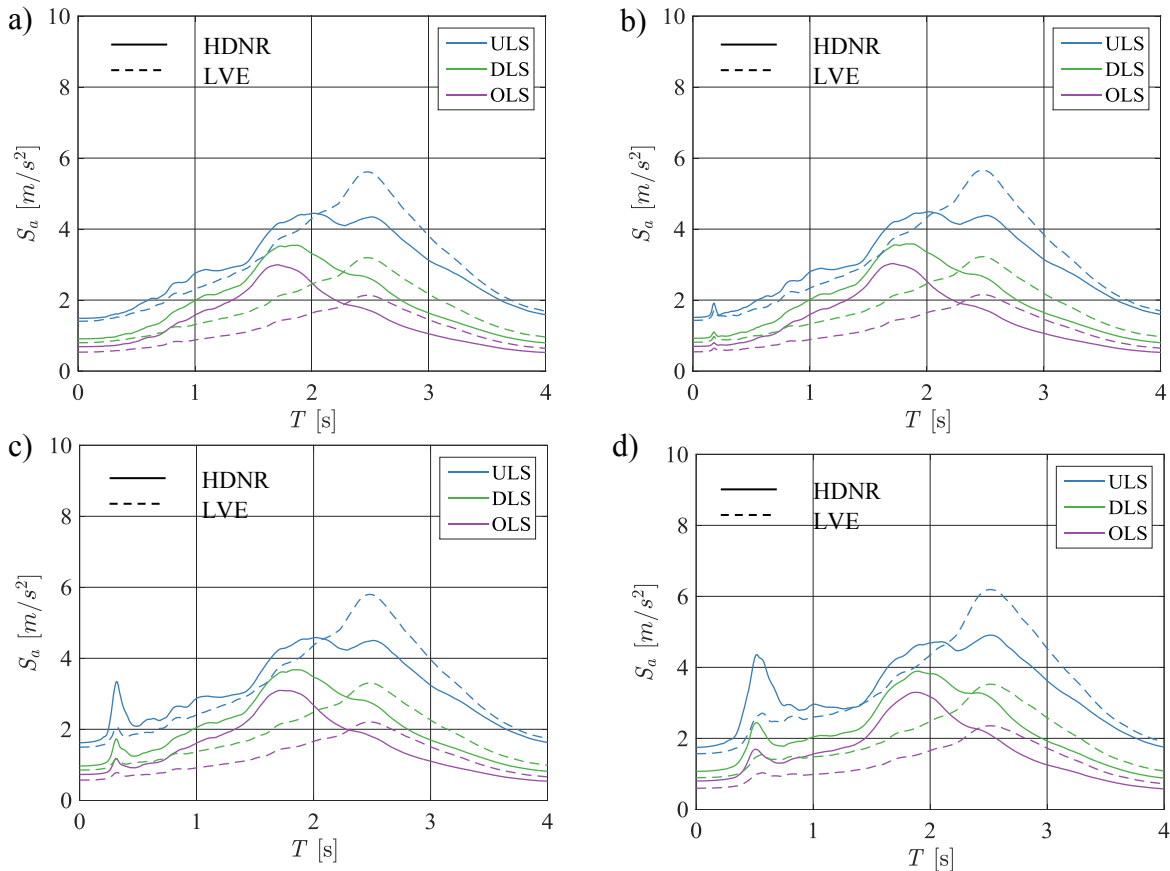 a)
10
8
6
4
2
0
HDNR
LVE
ULS
DLS
OLS
S_a [m/s^2]
0 1 2 3 4
T [s]
b)
10
8
6
4
2
0
HDNR
LVE
ULS
DLS
OLS
S_a [m/s^2]
0 1 2 3 4
T [s]
c)
10
8
6
4
2
0
HDNR
LVE
ULS
DLS
OLS
S_a [m/s^2]
0 1 2 3 4
T [s]
d)
10
8
6
4
2
0
HDNR
LVE
ULS
DLS
OLS
S_a [m/s^2]
0 1 2 3 4
T [s]